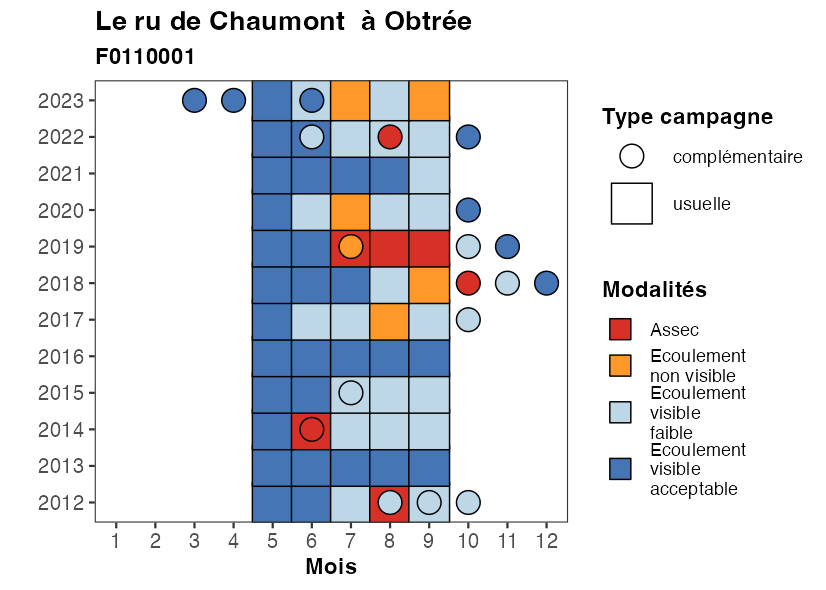 Le ru de Chaumont  à Obtrée
F0110001
2023
2022
2021
2020
2019
2018
2017
2016
2015
2014
2013
2012
1 2 3 4 5 6 7 8 9 10 11 12
Mois
Type campagne
complémentaire
usuelle
Modalités
Assec
Ecoulement
non visible
Ecoulement
visible
faible
Ecoulement
visible
acceptable